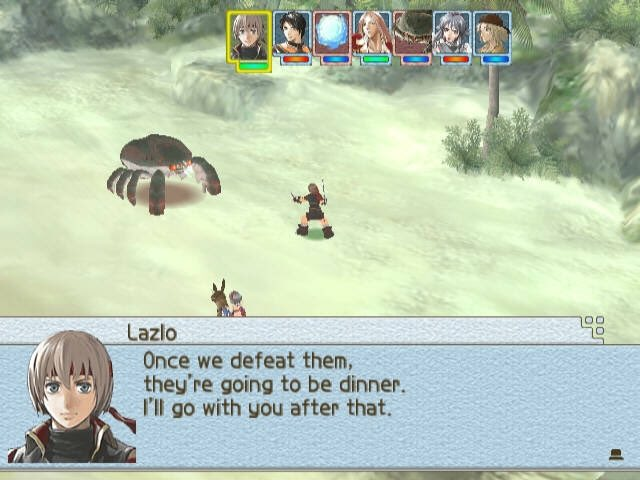 Lazlo
Once we defeat them,
they're going to be dinner.
I'll go with you after that.